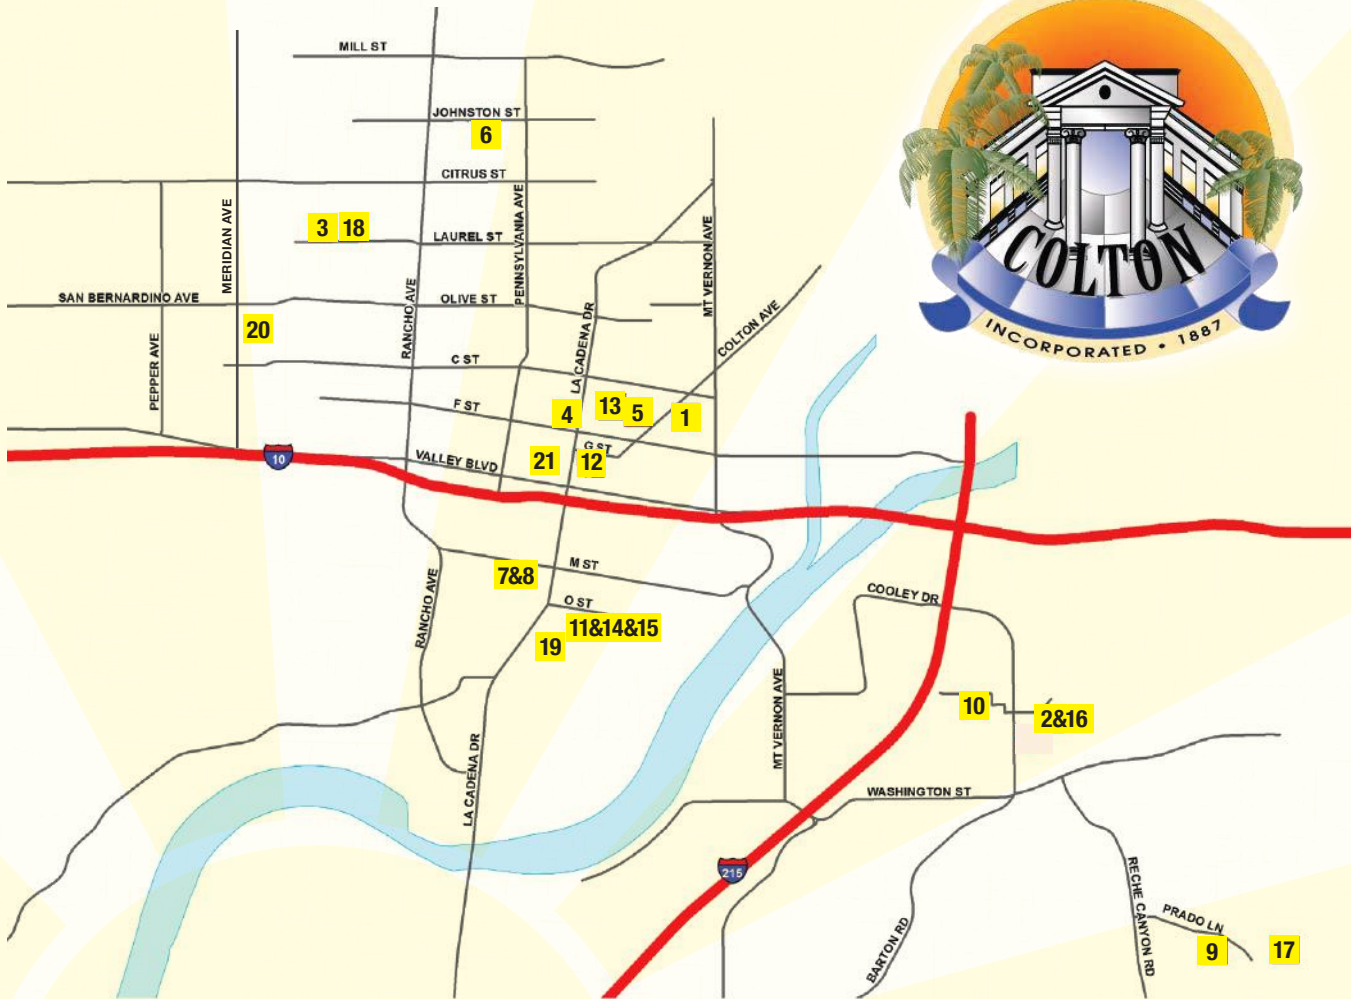 MILL ST
JOHNSTON ST
6
CITRUS ST
MERIDIAN AVE
PENNSYLVANIA AVE
3 18
LAUREL ST
MT VERNON AVE
COLTON
INCORPORATED • 1887
SAN BERNARDINO AVE
OLIVE ST
RANCHO AVE
LA CADENA DR
COLTON AVE
20
PEPPER AVE
C ST
F ST
4 13 5 1
G ST
10
VALLEY BLVD
21 12
7&8
M ST
RANCHO AVE
O ST
11&14&15
19
COOLEY DR
MT VERNON AVE
10
2&16
LA CADENA DR
WASHINGTON ST
215
RECHE CANYON RD
BARTON RD
PRADO LN
9 17